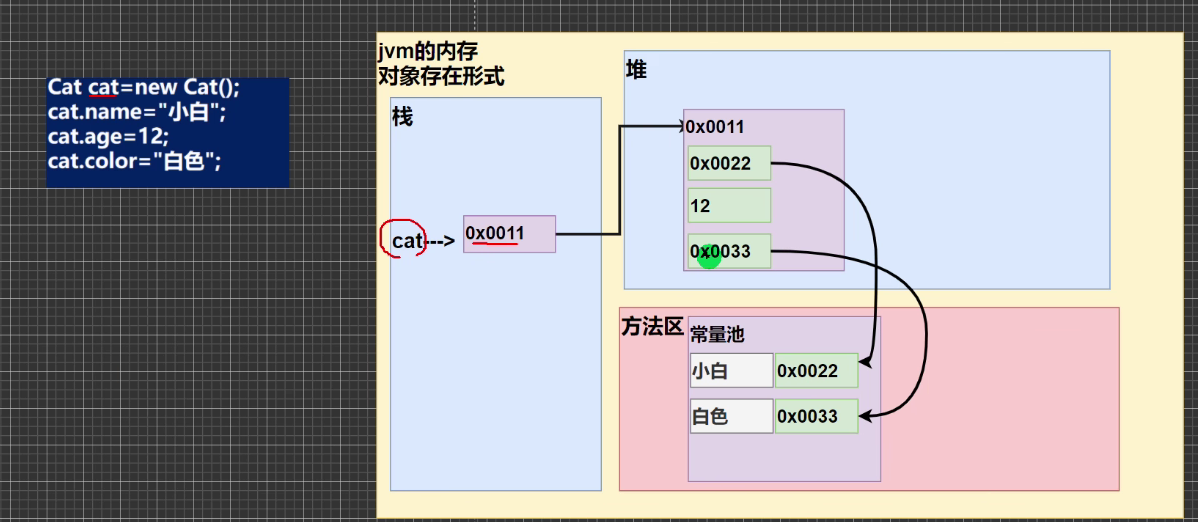 Cat cat=new Cat();
cat.name="小白";
cat.age=12;
cat.color="白色";
jvm的内存
对象存在形式
栈
cat--->
0x0011
堆
0x0011
0x0022
12
0x0033
方法区
常量池
小白
0x0022
白色
0x0033